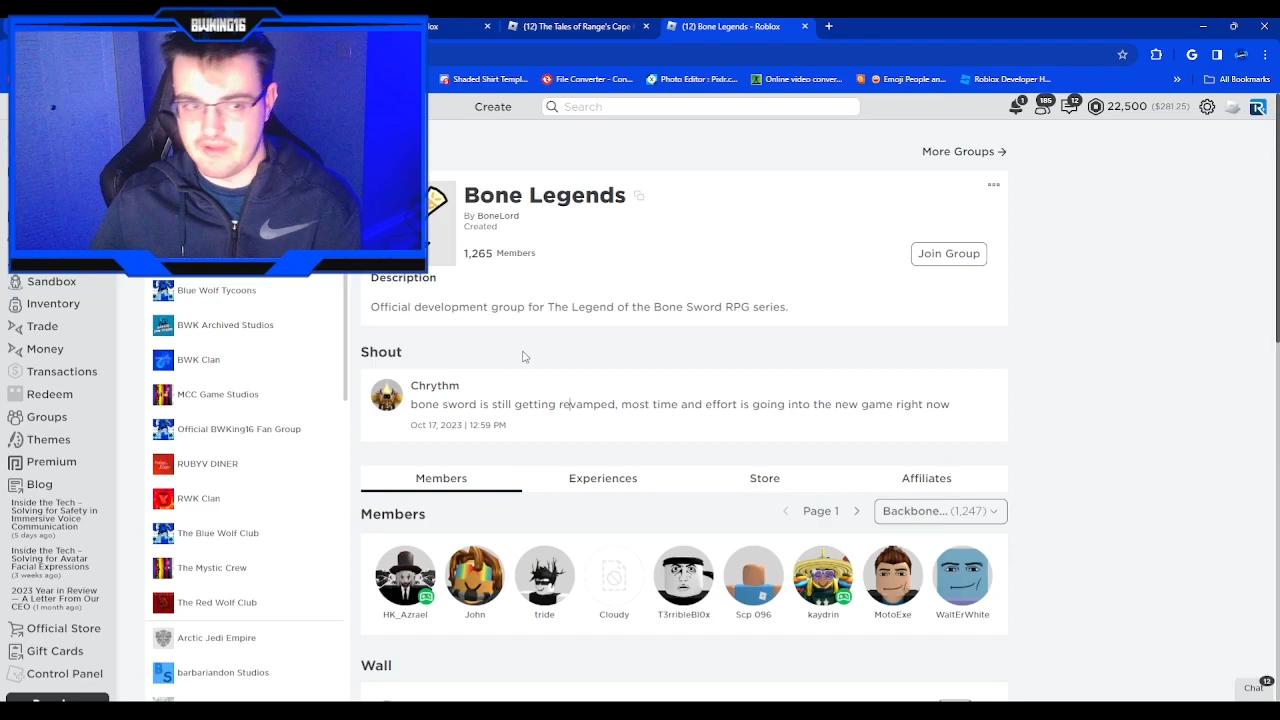 BWKING16
lox
(12) The Tales of Range's Cape
(12) Bone Legends - Roblox
Shaded Shirt Templ...
File Converter - Fre...
Photo Editor : Pixlr...
Online video conver...
Emoji People and...
Roblox Developer H...
All Bookmarks
Create
Search
1
185
12
22,500 ($281.25)
More Groups
Bone Legends
By BoneLord
Created
1,265 Members
Join Group
Description
Official development group for The Legend of the Bone Sword RPG series.
Shout
Chrythm
bone sword is still getting revamped, most time and effort is going into the new game right now
Oct 17, 2023 | 12:59 PM
Members
Experiences
Store
Affiliates
Members
Page 1
Backbone... (1,247)
HK_Azrael
John
tride
Cloudy
T3rribleBl0x
Scp 096
kaydrin
MotoExe
WaltErWhite
Wall
Sandbox
Inventory
Trade
Money
Transactions
Redeem
Groups
Themes
Premium
Blog
Inside the Tech –
Solving for Safety in
Immersive Voice
Communication
(5 days ago)
Inside the Tech –
Solving for Avatar
Facial Expressions
(3 weeks ago)
2023 Year in Review
— A Letter From Our
CEO (1 month ago)
Official Store
Gift Cards
Control Panel
Blue Wolf Tycoons
BWK Archived Studios
BWK Clan
MCC Game Studios
Official BWKing16 Fan Group
RUBYV DINER
RWK Clan
The Blue Wolf Club
The Mystic Crew
The Red Wolf Club
Arctic Jedi Empire
barbariandon Studios
Chat
12